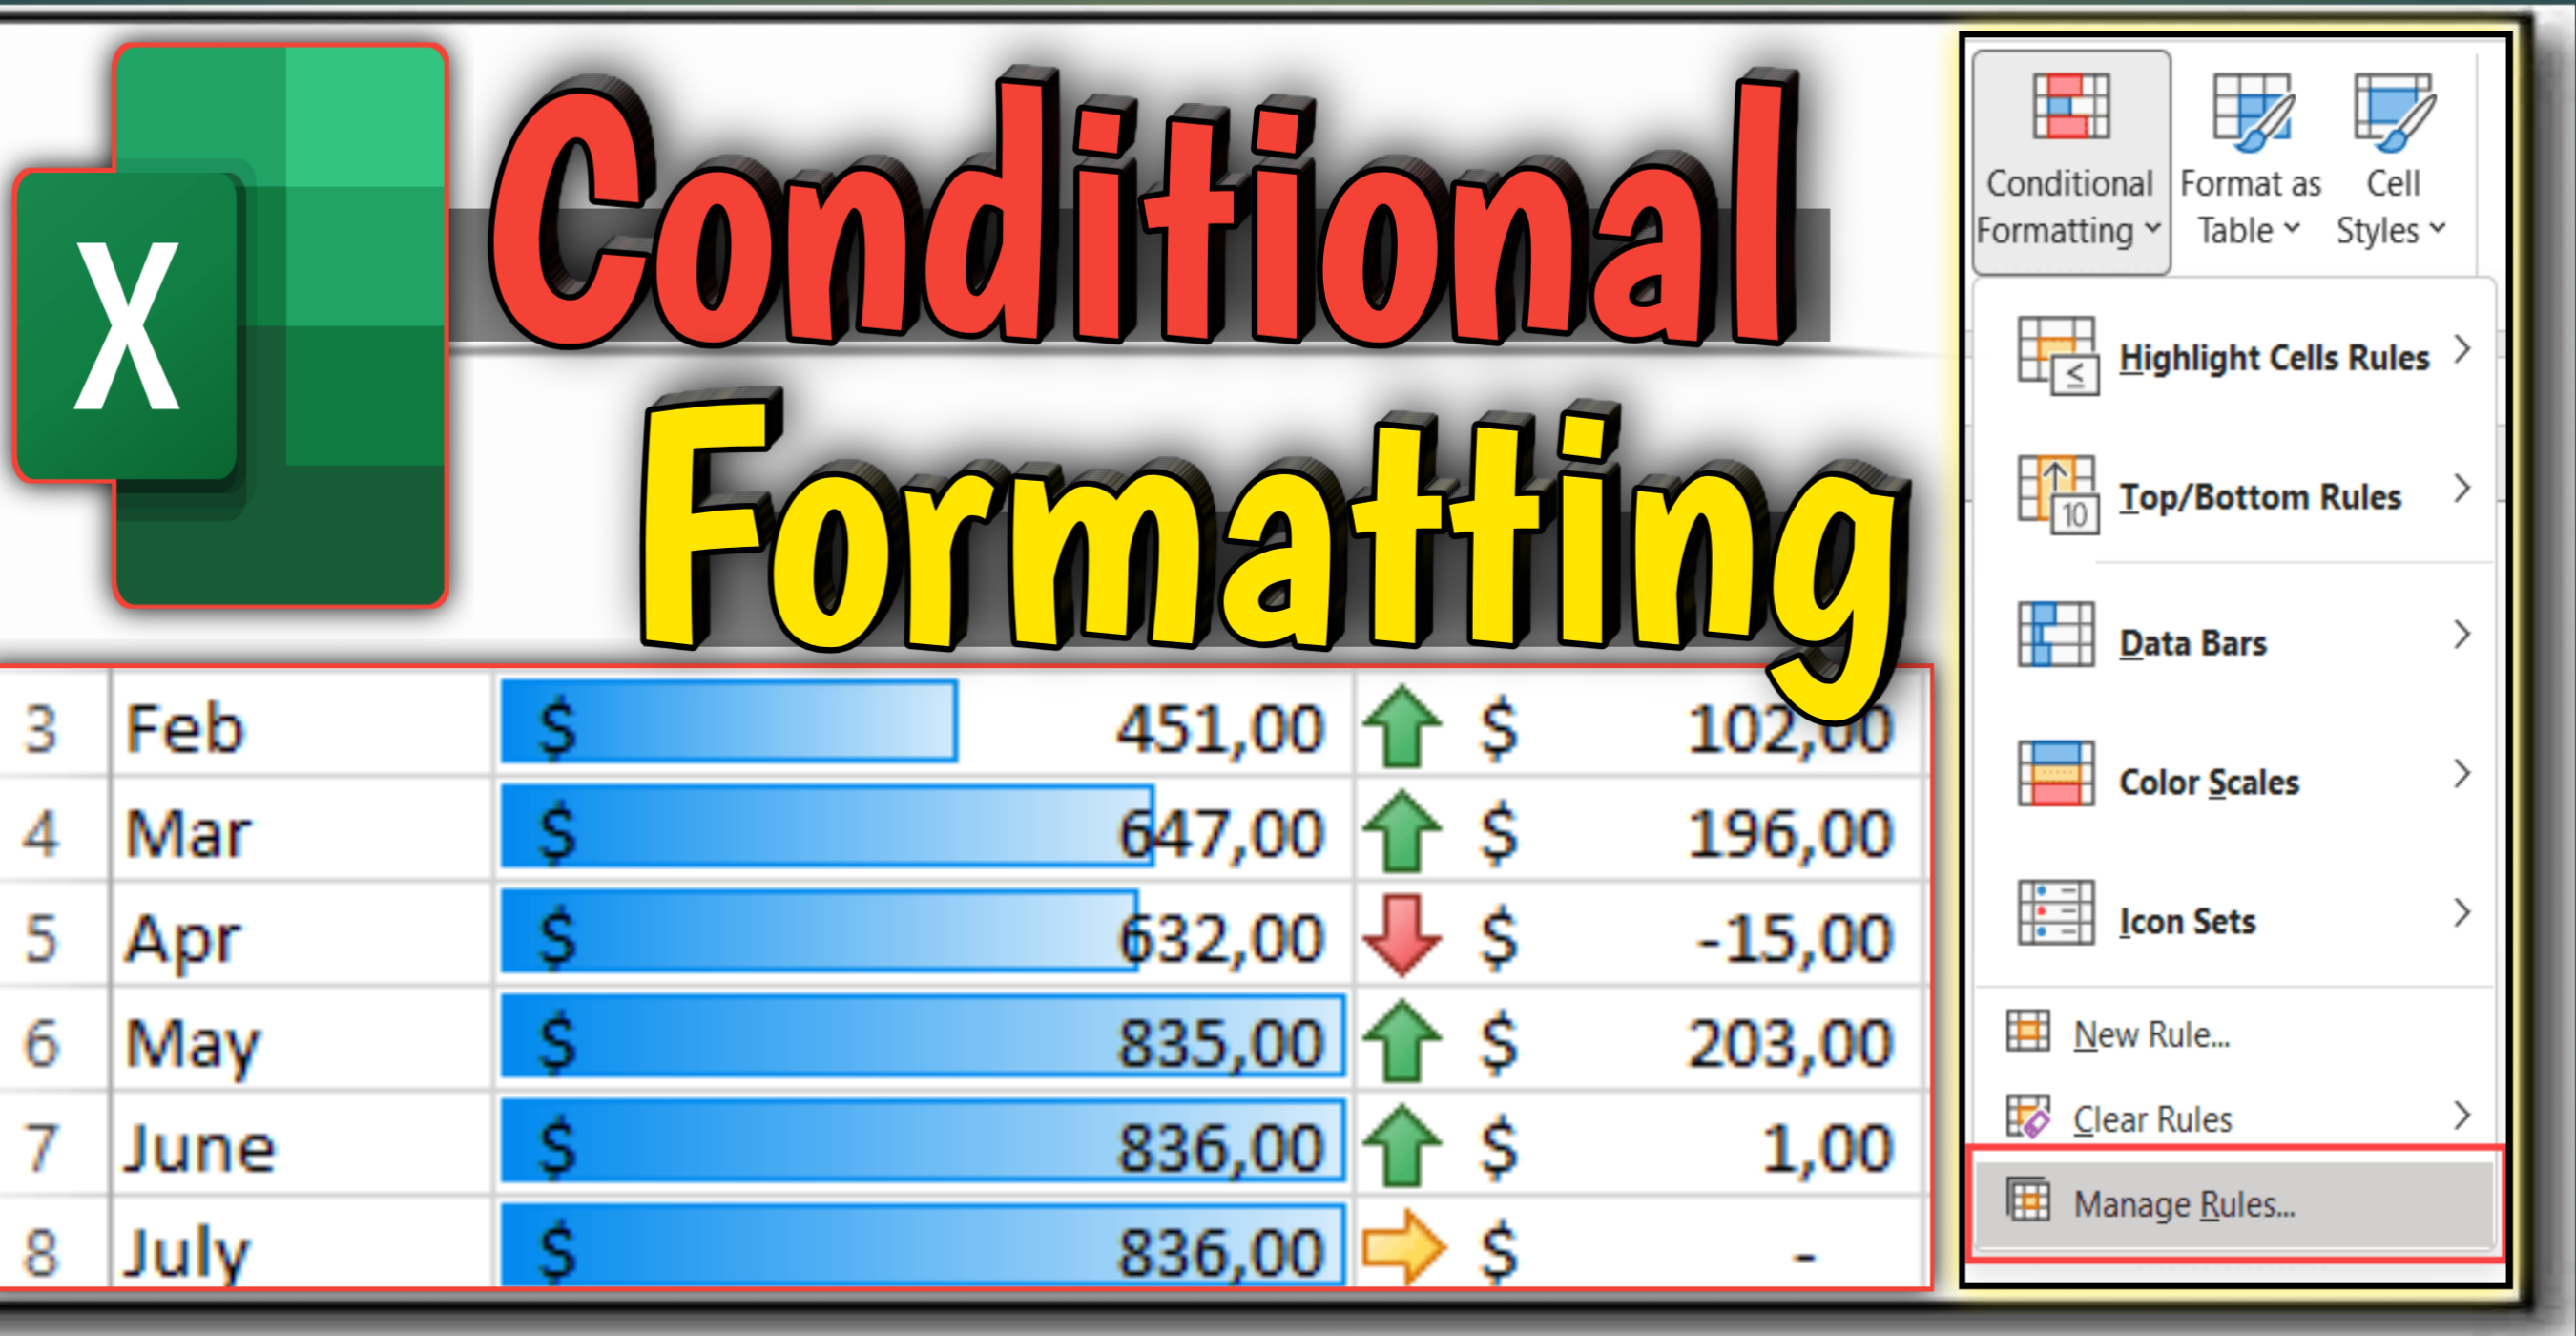 X
Conditional
Formatting
3 Feb $ 451,00 $ 102,00
4 Mar $ 647,00 $ 196,00
5 Apr $ 632,00 $ -15,00
6 May $ 835,00 $ 203,00
7 June $ 836,00 $ 1,00
8 July $ 836,00 $ -
Conditional Formatting
Format as Table
Cell Styles
≤
Highlight Cells Rules
10
Top/Bottom Rules
Data Bars
Color Scales
Icon Sets
New Rule...
Clear Rules
Manage Rules...